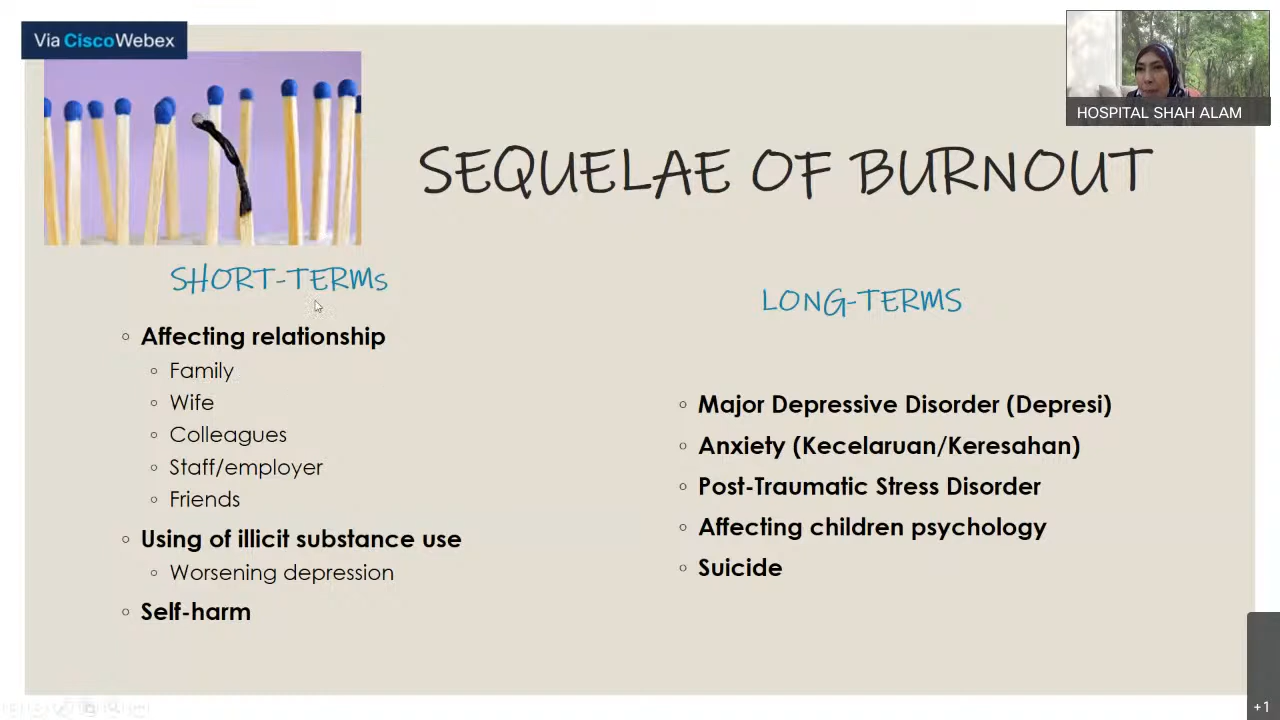 Via CiscoWebex
HOSPITAL SHAH ALAM
SEQUELAE OF BURNOUT
SHORT-TERMs
Affecting relationship
Family
Wife
Colleagues
Staff/employer
Friends
Using of illicit substance use
Worsening depression
Self-harm
LONG-TERMS
Major Depressive Disorder (Depresi)
Anxiety (Kecelaruan/Keresahan)
Post-Traumatic Stress Disorder
Affecting children psychology
Suicide
+1